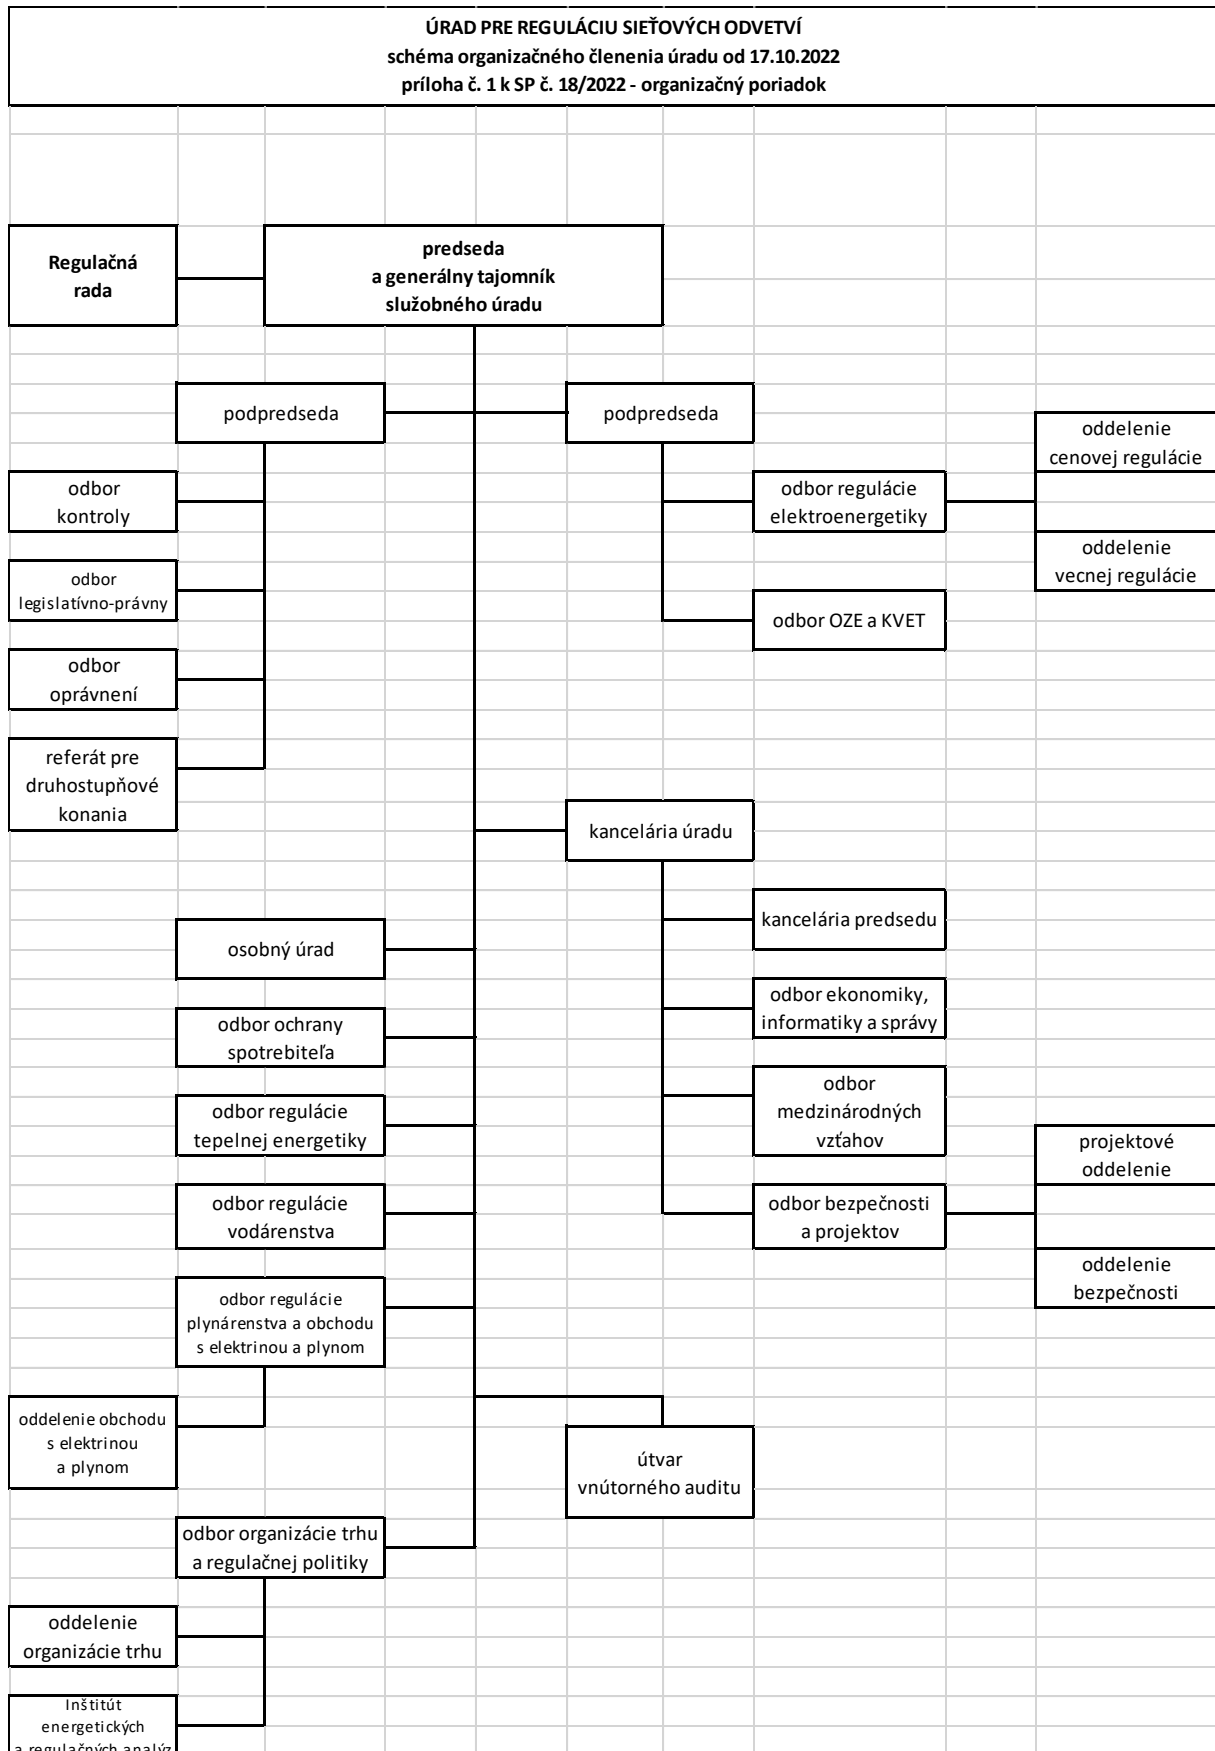 ÚRAD PRE REGULÁCIU SIEŤOVÝCH ODVETVÍ
schéma organizačného členenia úradu od 17.10.2022
príloha č. 1 k SP č. 18/2022 - organizačný poriadok
Regulačná
rada
predseda
a generálny tajomník
služobného úradu
podpredseda
podpredseda
oddelenie
cenovej regulácie
odbor
kontroly
odbor regulácie
elektroenergetiky
oddelenie
vecnej regulácie
odbor
legislatívno-právny
odbor OZE a KVET
odbor
oprávnení
referát pre
druhostupňové
konania
kancelária úradu
kancelária predsedu
osobný úrad
odbor ekonomiky,
informatiky a správy
odbor ochrany
spotrebiteľa
odbor
medzinárodných
vzťahov
odbor regulácie
tepelnej energetiky
projektové
oddelenie
odbor regulácie
vodárenstva
odbor bezpečnosti
a projektov
oddelenie
bezpečnosti
odbor regulácie
plynárenstva a obchodu
s elektrinou a plynom
oddelenie obchodu
s elektrinou
a plynom
útvar
vnútorného auditu
odbor organizácie trhu
a regulačnej politiky
oddelenie
organizácie trhu
Inštitút
energetických
a regulačných analýz